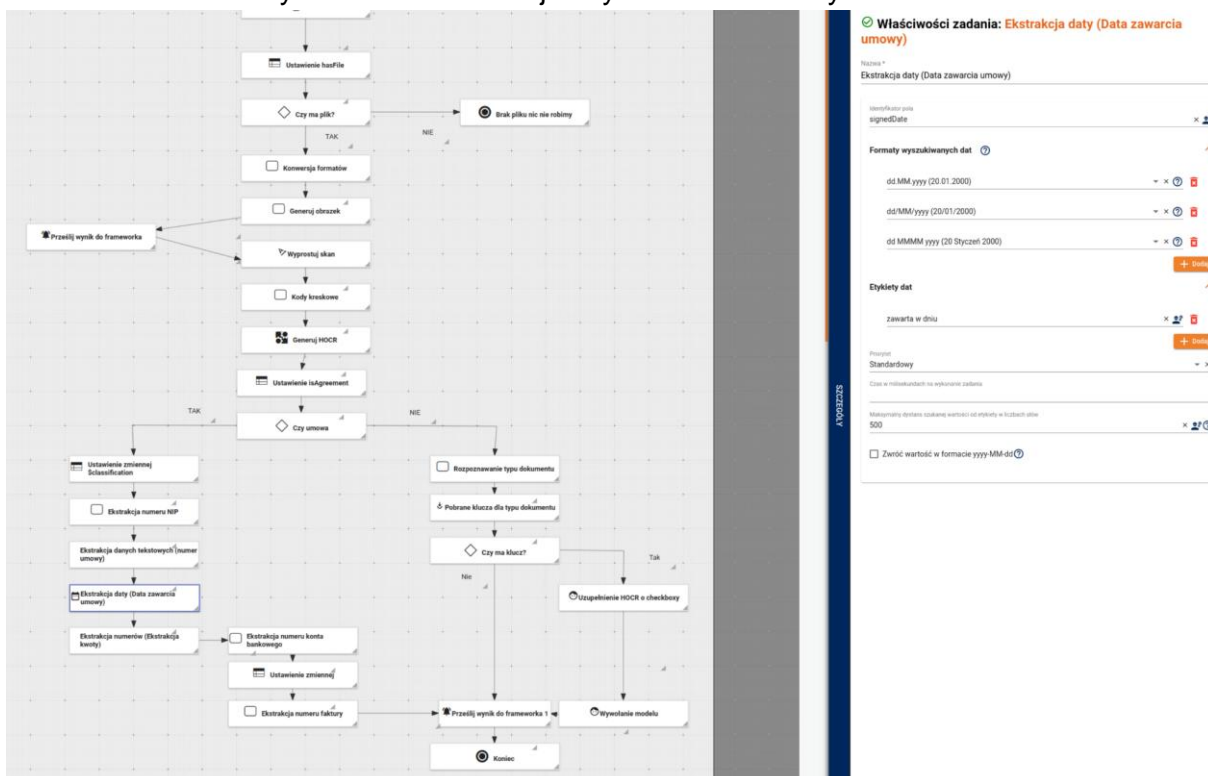 Ustawienie hasFile
Czy ma plik?
Brak pliku nic nie robimy
TAK
NIE
Konwersja formatów
Generuj obrazek
Prześlij wynik do frameworka
Wyprostuj skan
Kody kreskowe
Generuj HOCR
Ustawienie isAgreement
TAK
NIE
Czy umowa
Ustawienie zmiennej
Sclassification
Rozpoznawanie typu dokumentu
Ekstrakcja numeru NIP
Pobrane klucza dla typu dokumentu
Ekstrakcja danych tekstowych (numer
umowy)
Czy ma klucz?
Tak
Nie
Ekstrakcja daty (Data zawarcia
umowy)
Uzupełnienie HOCR o checkboxy
Ekstrakcja numerów (Ekstrakcja
kwoty)
Ekstrakcja numeru konta
bankowego
Ustawienie zmiennej
Ekstrakcja numeru faktury
Prześlij wynik do frameworka 1
Wywołanie modelu
Koniec
SZCZEGÓŁY
Właściwości zadania: Ekstrakcja daty (Data zawarcia
umowy)
Nazwa *
Ekstrakcja daty (Data zawarcia umowy)
Identyfikator pola
signedDate
Formaty wyszukiwanych dat
dd.MM.yyyy (20.01.2000)
dd/MM/yyyy (20/01/2000)
dd MMMM yyyy (20 Styczeń 2000)
+ Dodaj
Etykiety dat
zawarta w dniu
+ Dodaj
Priorytet
Standardowy
Czas w milisekundach na wykonanie zadania
Maksymalny dystans szukanej wartości od etykiety w liczbach słów
500
Zwróć wartość w formacie yyyy-MM-dd